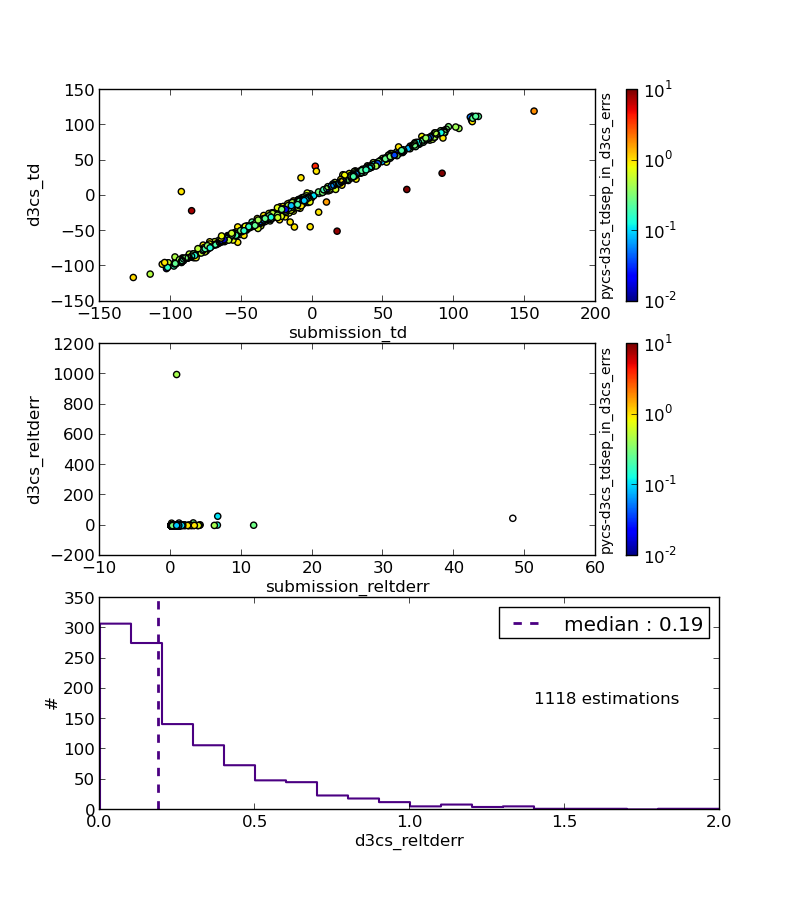 150
100
50
0
−50
−100
−150
d3cs_td
−150 −100 −50 0 50 100 150 200
submission_td
10^1
10^0
10^-1
10^-2
pycs-d3cs_tdsep_in_d3cs_errs
1200
1000
800
600
400
200
0
−200
d3cs_reltderr
−10 0 10 20 30 40 50 60
submission_reltderr
10^1
10^0
10^-1
10^-2
pycs-d3cs_tdsep_in_d3cs_errs
350
300
250
200
150
100
50
0
#
median : 0.19
1118 estimations
0.0 0.5 1.0 1.5 2.0
d3cs_reltderr